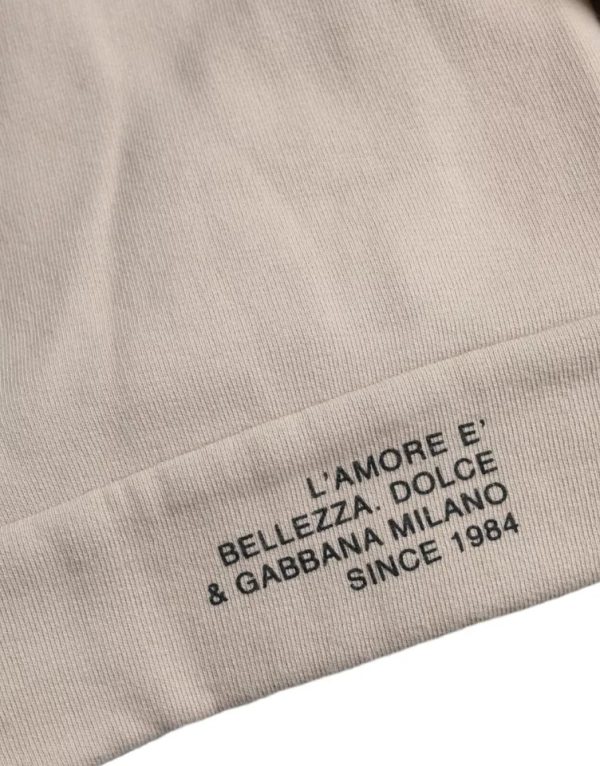 L'AMORE E'
BELLEZZA. DOLCE
& GABBANA MILANO
SINCE 1984